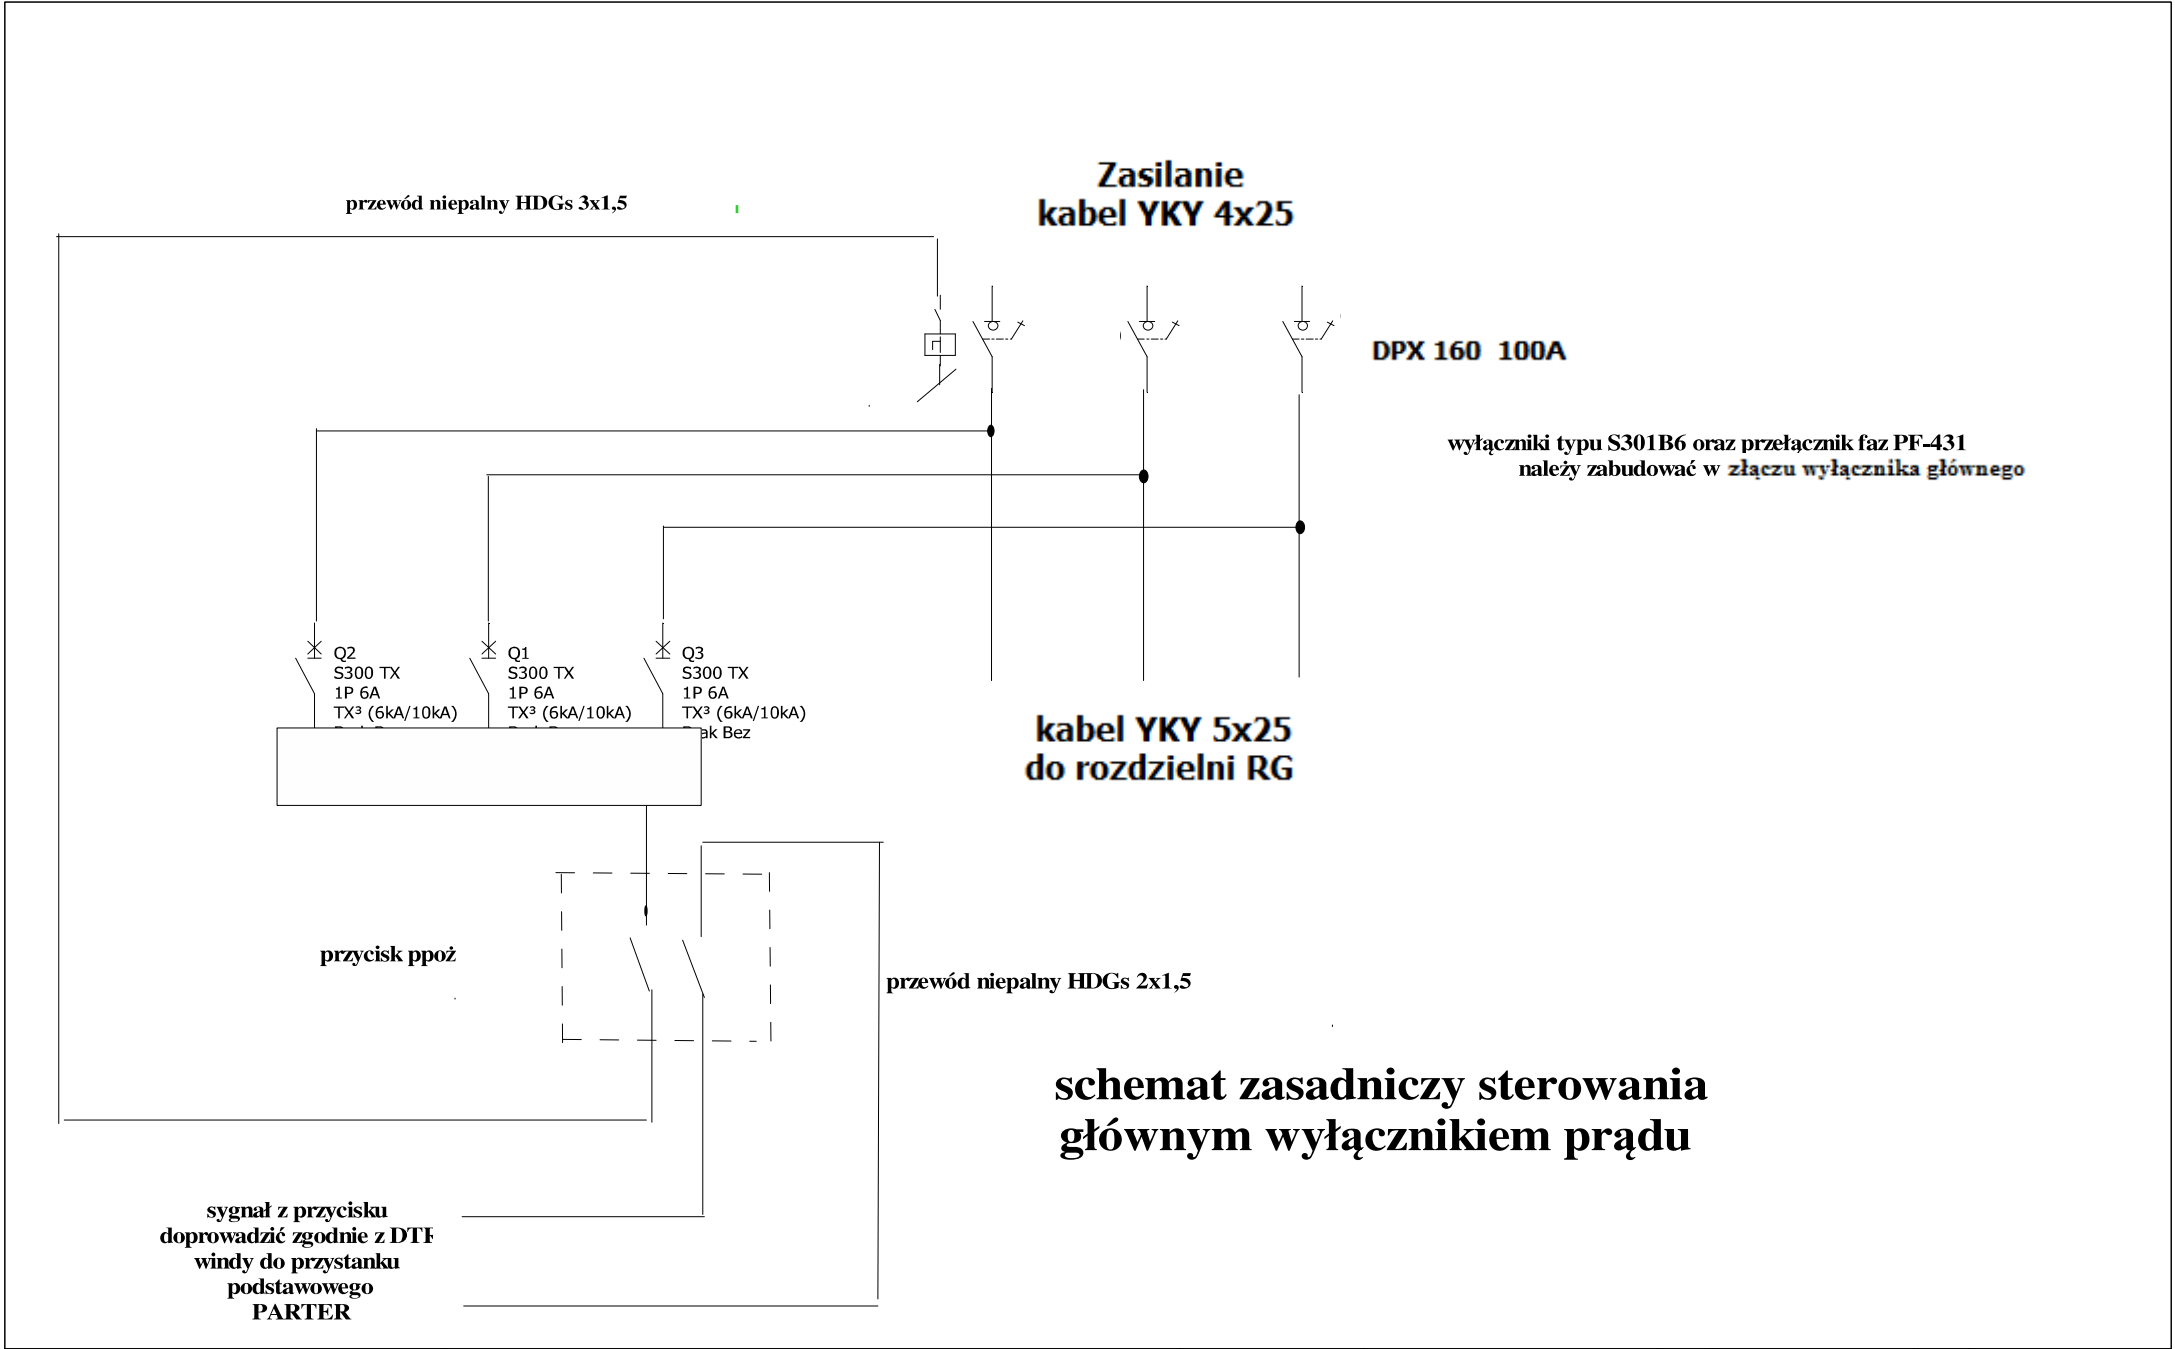 Zasilanie
kabel YKY 4x25
przewód niepalny HDGs 3x1,5
DPX 160 100A
wyłączniki typu S301B6 oraz przełącznik faz PF-431
należy zabudować w złączu wyłącznika głównego
Q2
S300 TX
1P 6A
TX³ (6kA/10kA)
Q1
S300 TX
1P 6A
TX³ (6kA/10kA)
Q3
S300 TX
1P 6A
TX³ (6kA/10kA)
Bez
kabel YKY 5x25
do rozdzielni RG
przycisk ppoż
przewód niepalny HDGs 2x1,5
schemat zasadniczy sterowania
głównym wyłącznikiem prądu
sygnał z przycisku
doprowadzić zgodnie z
windy do przystanku
podstawowego
PARTER